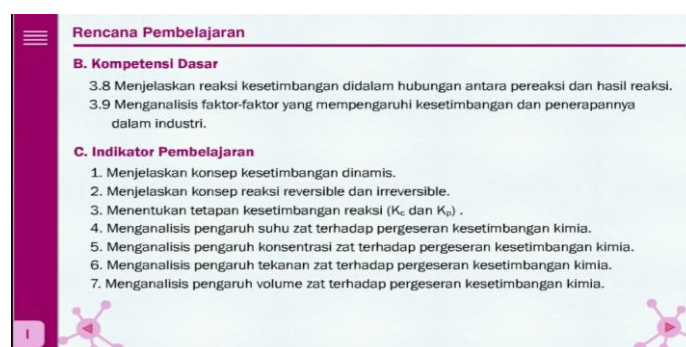 Rencana Pembelajaran
B. Kompetensi Dasar
3.8 Menjelaskan reaksi kesetimbangan didalam hubungan antara pereaksi dan hasil reaksi.
3.9 Menganalisis faktor-faktor yang mempengaruhi kesetimbangan dan penerapannya
dalam industri.
C. Indikator Pembelajaran
1. Menjelaskan konsep kesetimbangan dinamis.
2. Menjelaskan konsep reaksi reversible dan irreversible.
3. Menentukan tetapan kesetimbangan reaksi (Kc dan Kp) .
4. Menganalisis pengaruh suhu zat terhadap pergeseran kesetimbangan kimia.
5. Menganalisis pengaruh konsentrasi zat terhadap pergeseran kesetimbangan kimia.
6. Menganalisis pengaruh tekanan zat terhadap pergeseran kesetimbangan kimia.
7. Menganalisis pengaruh volume zat terhadap pergeseran kesetimbangan kimia.
I